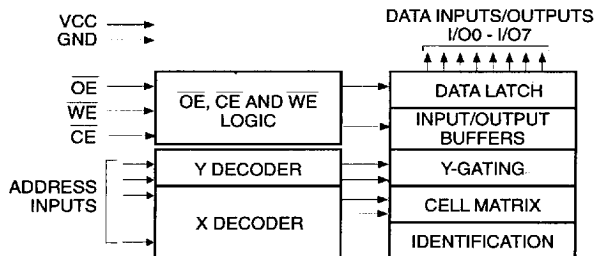 VCC
GND
DATA INPUTS/OUTPUTS
I/O0 - I/O7
OE
WE
CE
OE, CE AND WE
LOGIC
DATA LATCH
INPUT/OUTPUT
BUFFERS
ADDRESS
INPUTS
Y DECODER
Y-GATING
X DECODER
CELL MATRIX
IDENTIFICATION